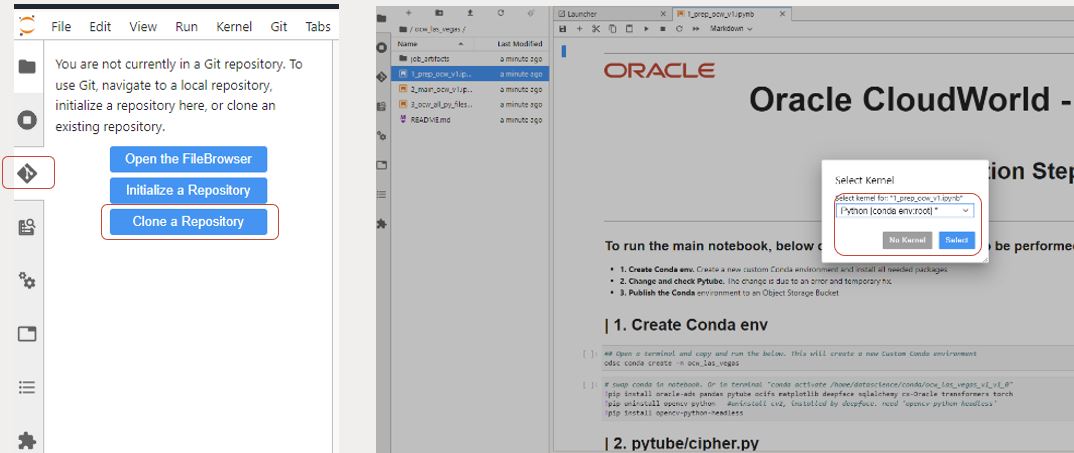 File Edit View Run Kernel Git Tabs
You are not currently in a Git repository. To
use Git, navigate to a local repository,
initialize a repository here, or clone an
existing repository.
Open the FileBrowser
Initialize a Repository
Clone a Repository
Launcher
1_prep_ocw_v1.ipynb
Markdown
/ ocw_las_vegas /
Name Last Modified
job_artifacts a minute ago
1_prep_ocw_v1.ip... a minute ago
2_main_ocw_v1.ip... a minute ago
3_ocw_all_py_files... a minute ago
README.md a minute ago
ORACLE
Oracle CloudWorld -
tion Step
Select Kernel
Select kernel for: "1_prep_ocw_v1.ipynb"
Python [conda env:root] *
No Kernel Select
To run the main notebook, below to be performed
1. Create Conda env. Create a new custom Conda environment and install all needed packages
2. Change and check Pytube. The change is due to an error and temporary fix.
3. Publish the Conda environment to an Object Storage Bucket
| 1. Create Conda env
[ ]: ## Open a terminal and copy and run the below. This will create a new Custom Conda environment
odsc conda create -n ocw_las_vegas
[ ]: # swap conda in notebook. Or in terminal "conda activate /home/datascience/conda/ocw_las_vegas_v1_v1_0"
!pip install oracle-ads pandas pytube ocifs matplotlib deepface sqlalchemy cx-Oracle transformers torch
!pip uninstall opencv-python #uninstall cv2, installed by deepface. need 'opencv-python-headless'
!pip install opencv-python-headless
| 2. pytube/cipher.py